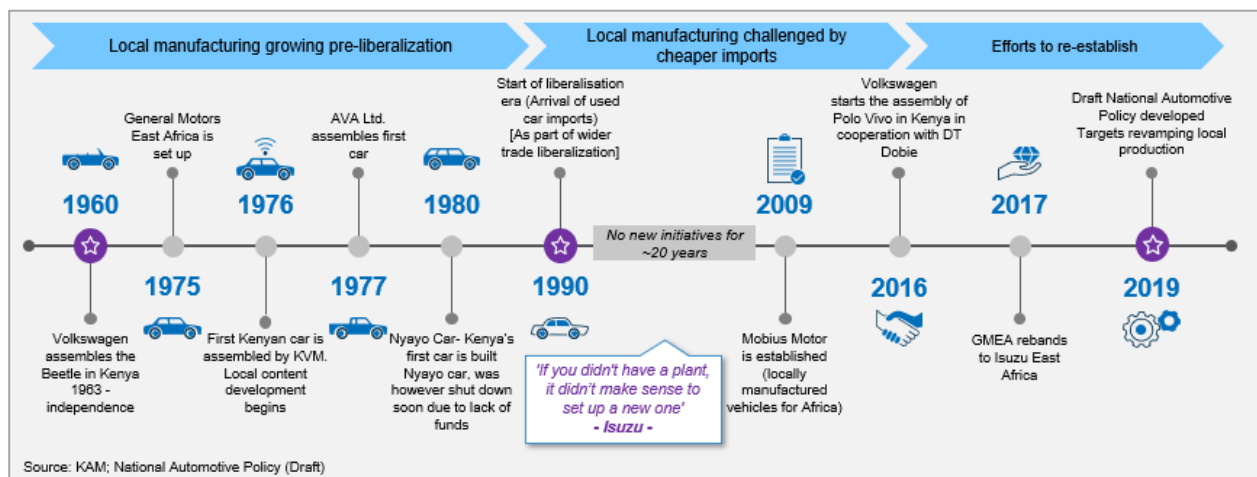 Local manufacturing growing pre-liberalization
Local manufacturing challenged by
cheaper imports
Efforts to re-establish
General Motors
East Africa is
set up
AVA Ltd.
assembles first
car
Start of liberalisation
era (Arrival of used
car imports)
[As part of wider
trade liberalization]
Volkswagen
starts the assembly of
Polo Vivo in Kenya in
cooperation with DT
Dobie
Draft National Automotive
Policy developed
Targets revamping local
production
1960
1976
1980
2009
2017
No new initiatives for
~20 years
1975
1977
1990
2016
2019
Volkswagen
assembles the
Beetle in Kenya
1963 -
independence
First Kenyan car is
assembled by KVM.
Local content
development
begins
Nyayo Car- Kenya's
first car is built
Nyayo car, was
however shut down
soon due to lack of
funds
'If you didn't have a plant,
it didn't make sense to
set up a new one'
- Isuzu -
Mobius Motor
is established
(locally
manufactured
vehicles for Africa)
GMEA rebands
to Isuzu East
Africa
Source: KAM; National Automotive Policy (Draft)